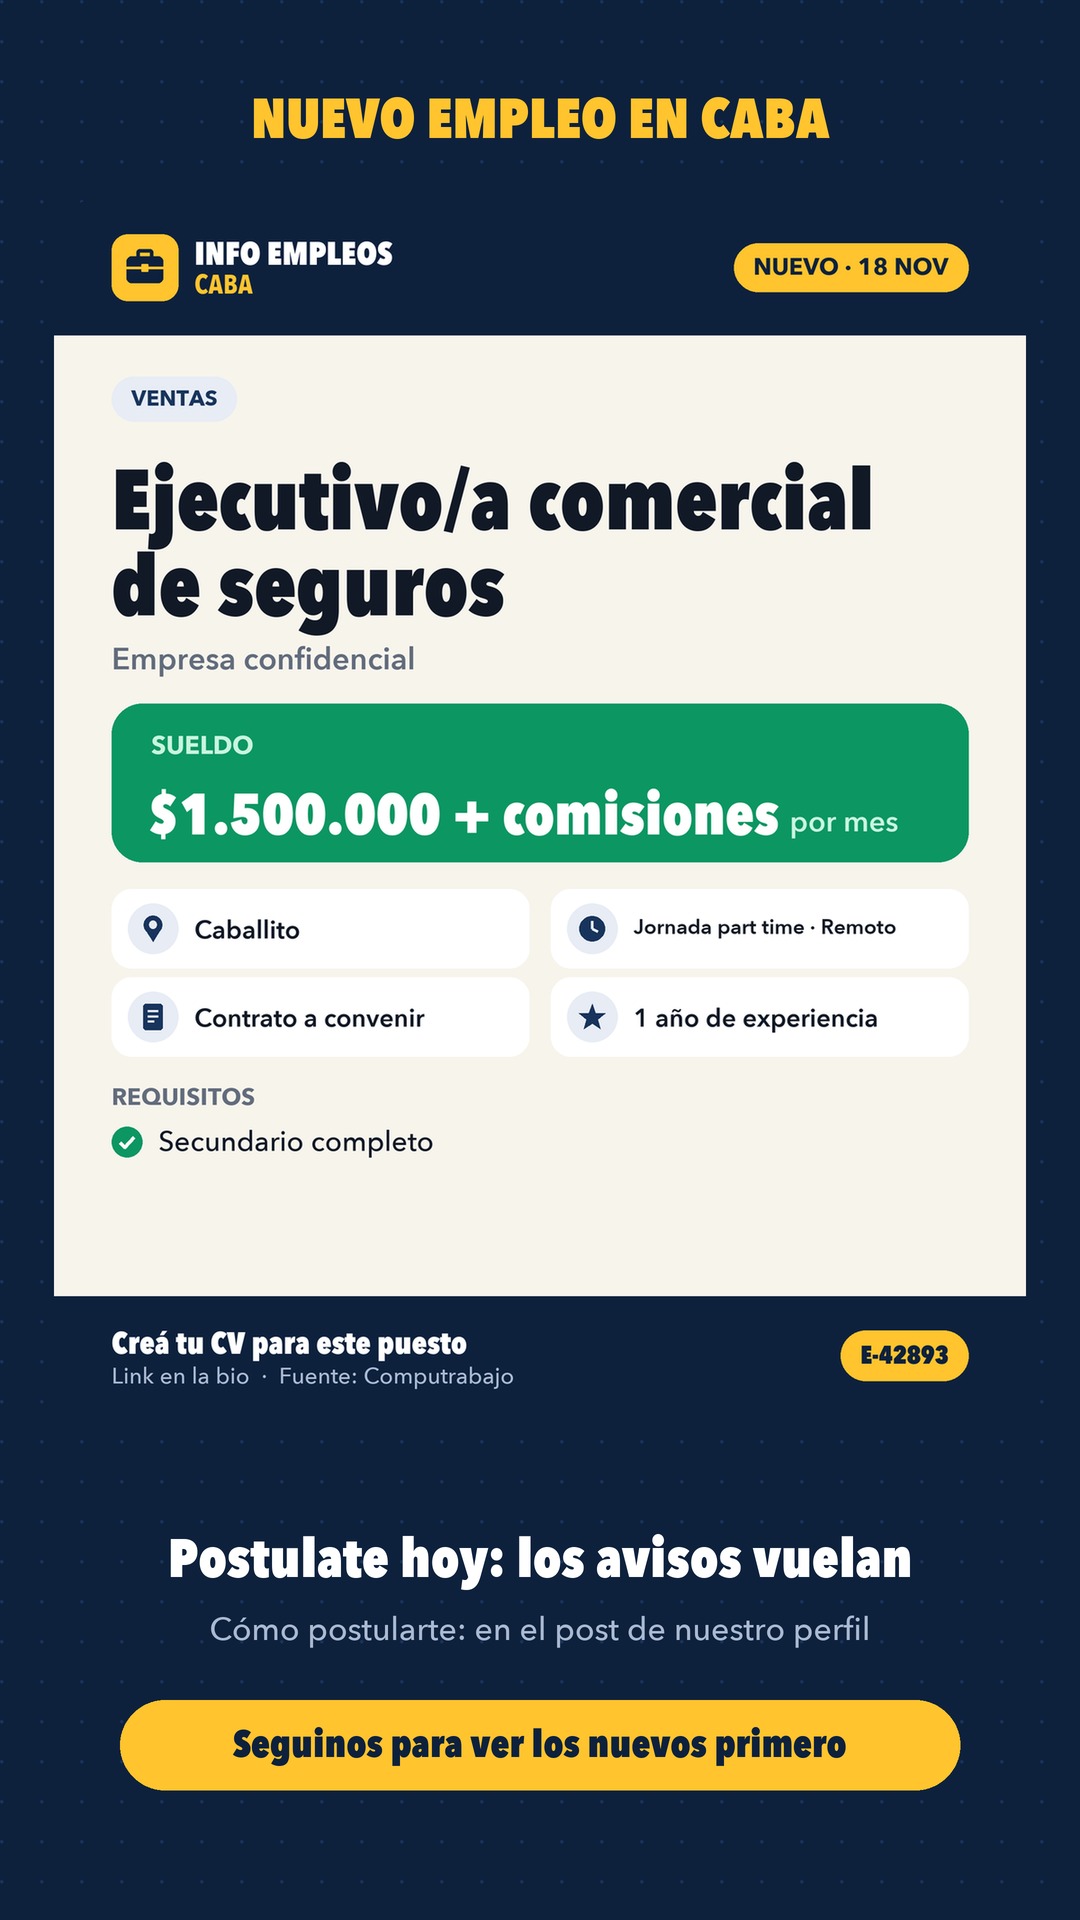 NUEVO EMPLEO EN CABA
INFO EMPLEOS
CABA
NUEVO · 18 NOV
VENTAS
Ejecutivo/a comercial
de seguros
Empresa confidencial
SUELDO
$1.500.000 + comisiones por mes
Caballito
Jornada part time · Remoto
Contrato a convenir
1 año de experiencia
REQUISITOS
Secundario completo
Creá tu CV para este puesto
Link en la bio · Fuente: Computrabajo
E-42893
Postulate hoy: los avisos vuelan
Cómo postularte: en el post de nuestro perfil
Seguinos para ver los nuevos primero